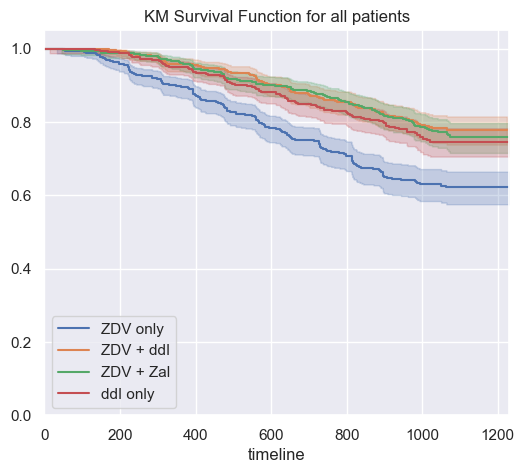 KM Survival Function for all patients
1.0
0.8
0.6
0.4
0.2
0.0
ZDV only
ZDV + ddI
ZDV + Zal
ddI only
0 200 400 600 800 1000 1200
timeline